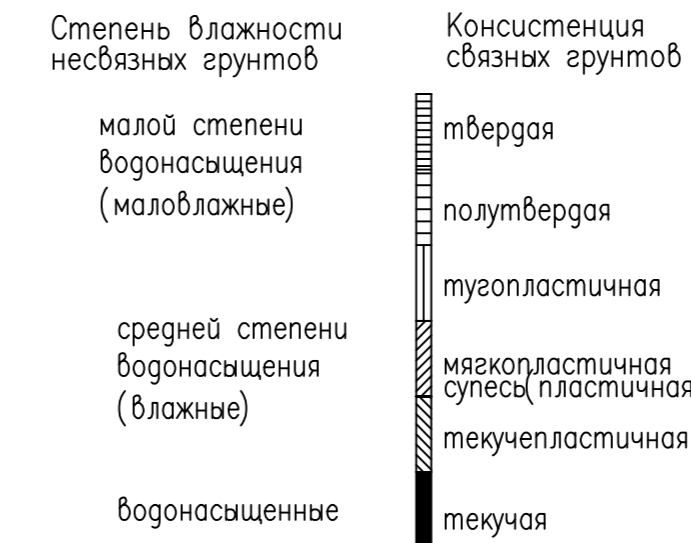 Степень влажности
несвязных грунтов
малой степени
водонасыщения
(маловлажные)
средней степени
водонасыщения
(влажные)
водонасыщенные
Консистенция
связных грунтов
твердая
полутвердая
тугопластичная
мягкопластичная
супесь(пластичная
текучепластичная
текучая